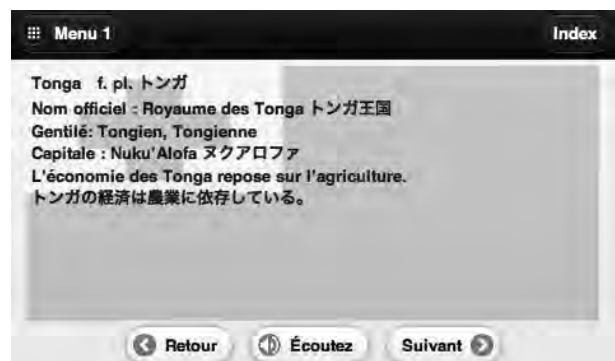 Menu 1
Index
Tonga f. pl. トンガ
Nom officiel : Royaume des Tonga トンガ王国
Gentilé: Tongien, Tongienne
Capitale : Nuku'Alofa ヌクアロファ
L'économie des Tonga repose sur l'agriculture.
トンガの経済は農業に依存している。
Retour
Écoutez
Suivant